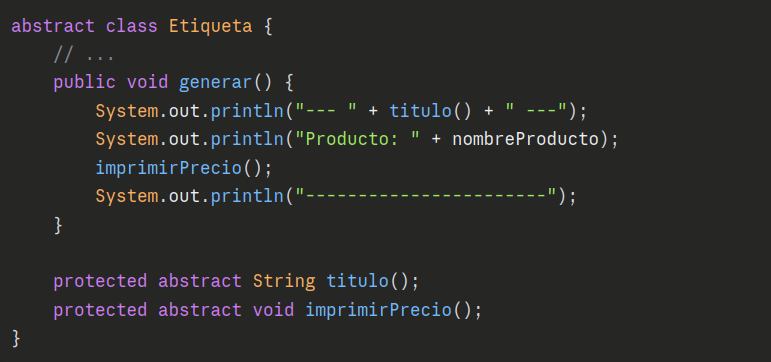 abstract class Etiqueta {
    // ...
    public void generar() {
        System.out.println("--- " + titulo() + " ---");
        System.out.println("Producto: " + nombreProducto);
        imprimirPrecio();
        System.out.println("-----------------------");
    }

    protected abstract String titulo();
    protected abstract void imprimirPrecio();
}